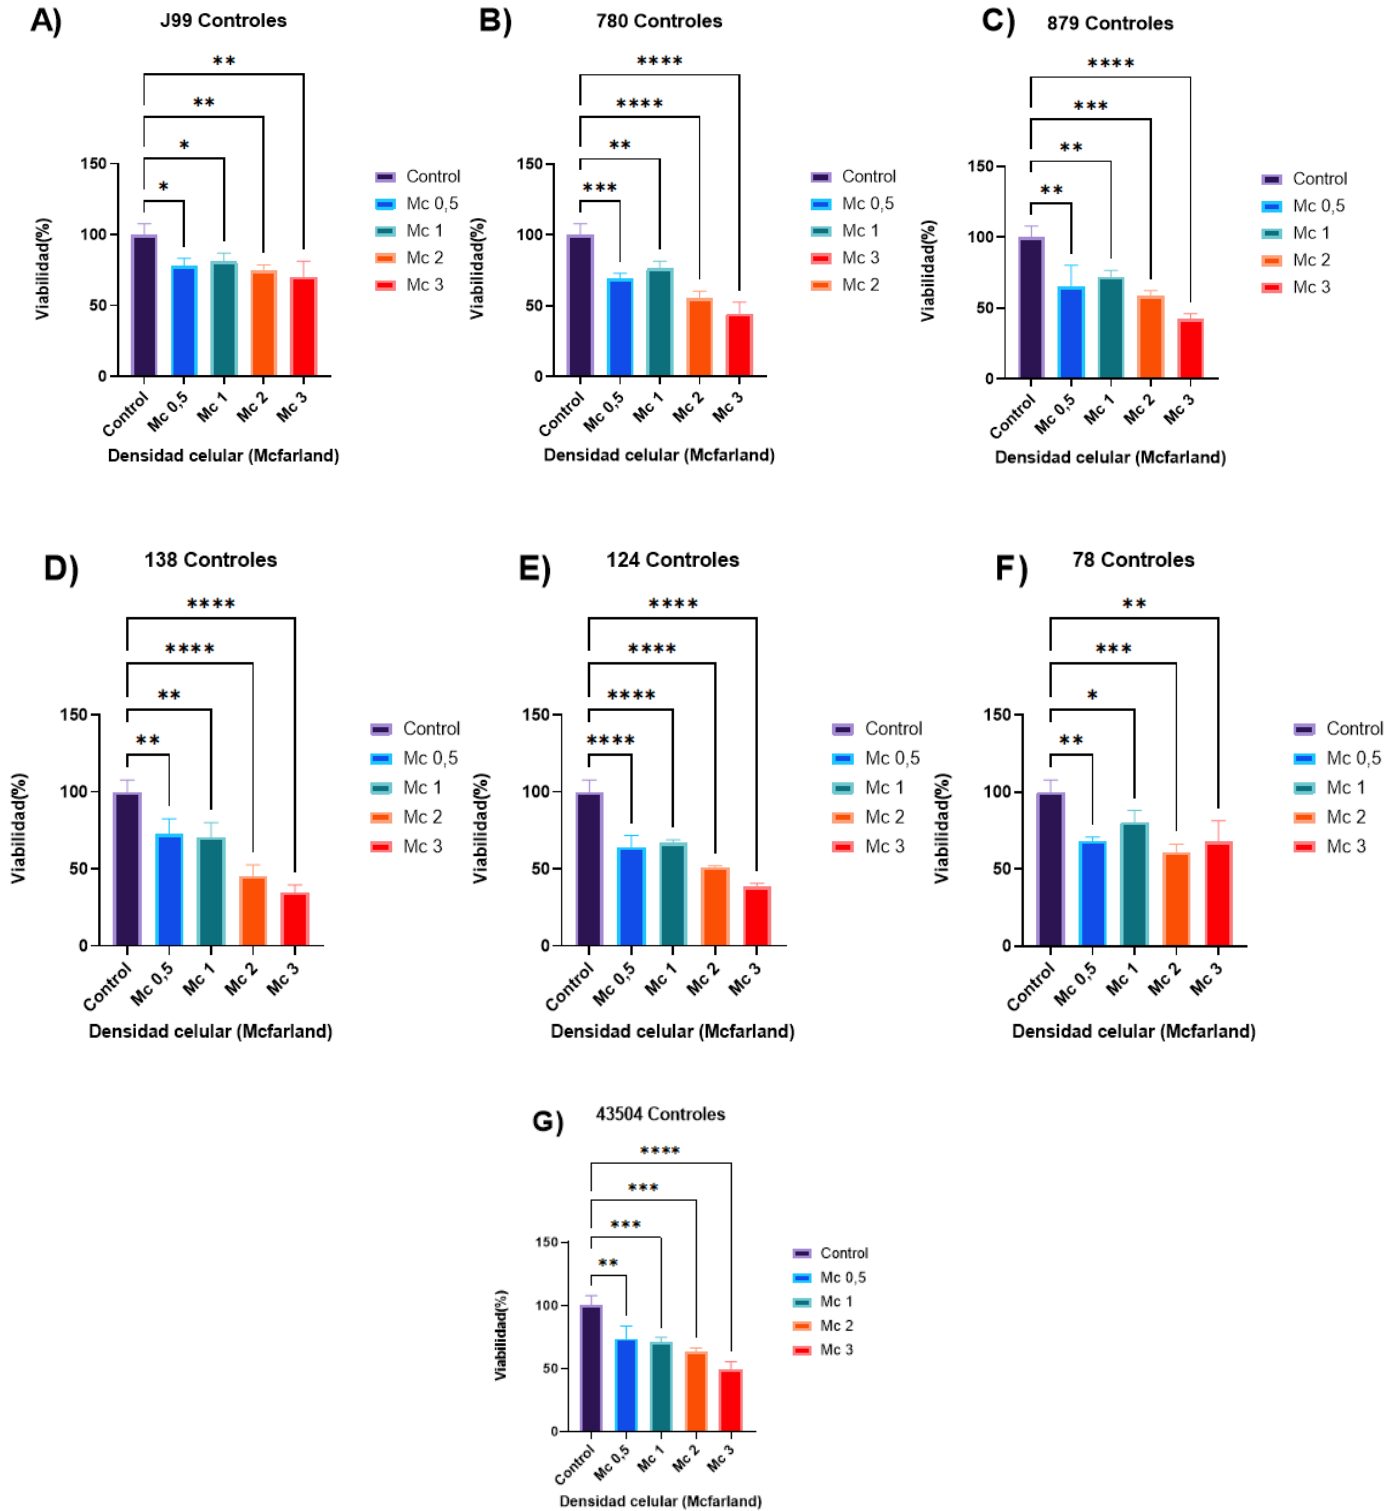 A)
J99 Controles
**
**
*
*
150
100
50
0
Viabilidad(%)
Control
Mc 0,5
Mc 1
Mc 2
Mc 3
Densidad celular (Mcfarland)
Control
Mc 0,5
Mc 1
Mc 2
Mc 3
B)
780 Controles
****
****
**
***
150
100
50
0
Viabilidad(%)
Control
Mc 0,5
Mc 1
Mc 2
Mc 3
Densidad celular (Mcfarland)
Control
Mc 0,5
Mc 1
Mc 3
Mc 2
C)
879 Controles
****
***
**
**
150
100
50
0
Viabilidad(%)
Control
Mc 0,5
Mc 1
Mc 2
Mc 3
Densidad celular (Mcfarland)
Control
Mc 0,5
Mc 1
Mc 2
Mc 3
D)
138 Controles
****
****
**
**
150
100
50
0
Viabilidad(%)
Control
Mc 0,5
Mc 1
Mc 2
Mc 3
Densidad celular (Mcfarland)
Control
Mc 0,5
Mc 1
Mc 2
Mc 3
E)
124 Controles
****
****
****
****
150
100
50
0
Viabilidad(%)
Control
Mc 0,5
Mc 1
Mc 2
Mc 3
Densidad celular (Mcfarland)
Control
Mc 0,5
Mc 1
Mc 2
Mc 3
F)
78 Controles
**
***
*
**
150
100
50
0
Viabilidad(%)
Control
Mc 0,5
Mc 1
Mc 2
Mc 3
Densidad celular (Mcfarland)
Control
Mc 0,5
Mc 1
Mc 2
Mc 3
G)
43504 Controles
****
***
***
**
150
100
50
0
Viabilidad(%)
Control
Mc 0,5
Mc 1
Mc 2
Mc 3
Densidad celular (Mcfarland)
Control
Mc 0,5
Mc 1
Mc 2
Mc 3